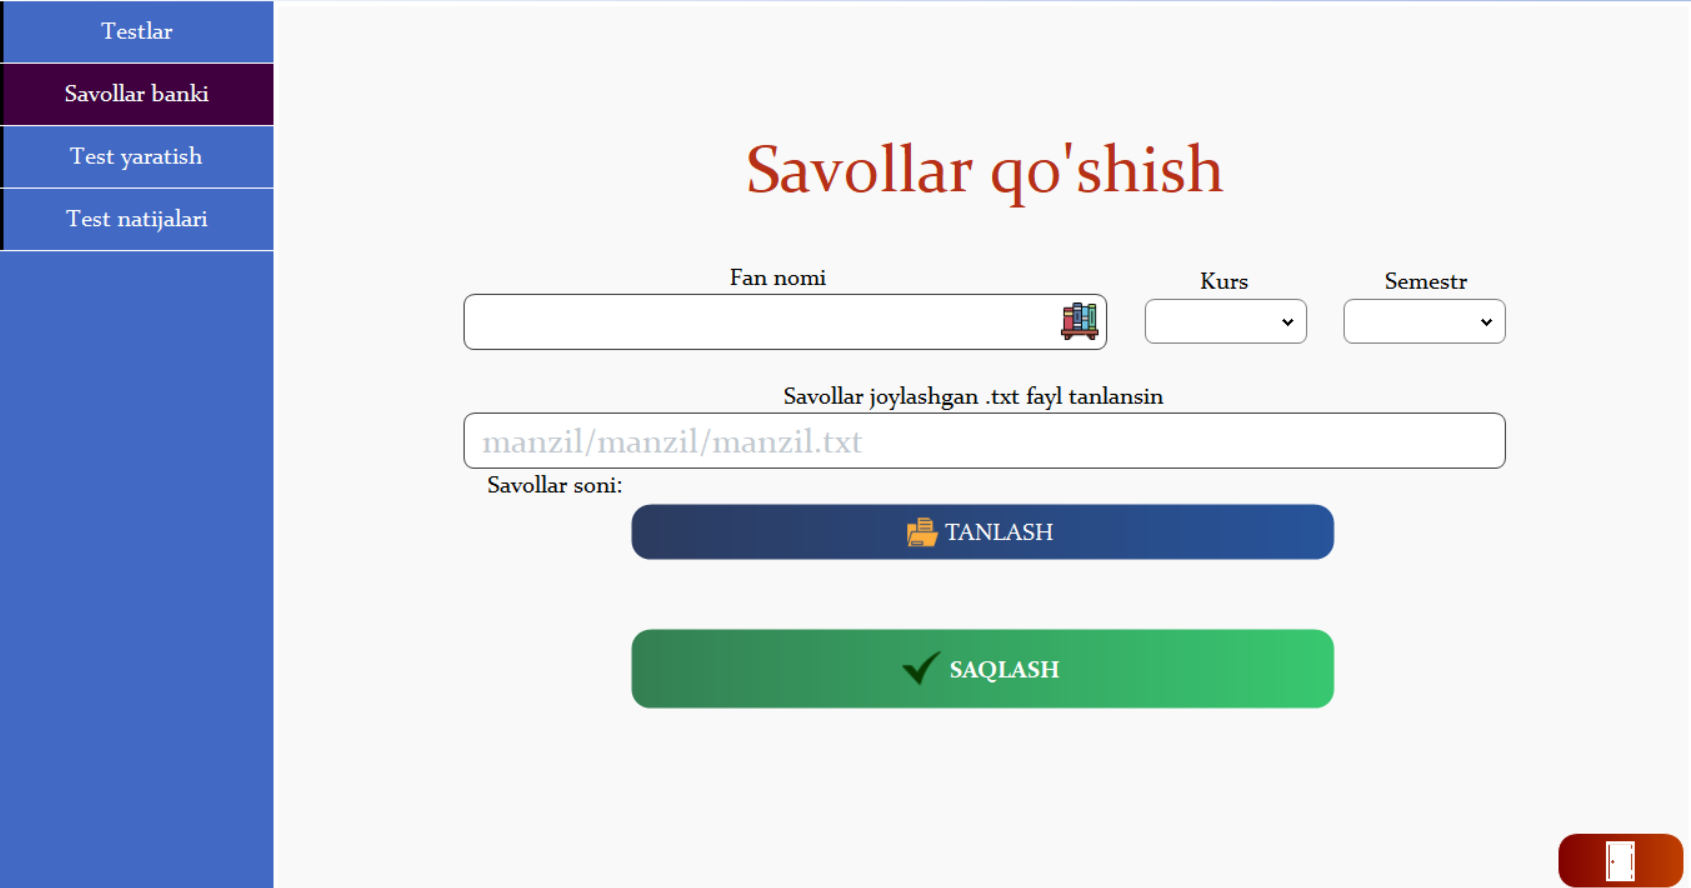 Testlar
Savollar banki
Test yaratish
Test natijalari
Savollar qo'shish
Fan nomi
Kurs
Semestr
Savollar joylashgan .txt fayl tanlansin
manzil/manzil/manzil.txt
Savollar soni:
TANLASH
SAQLASH